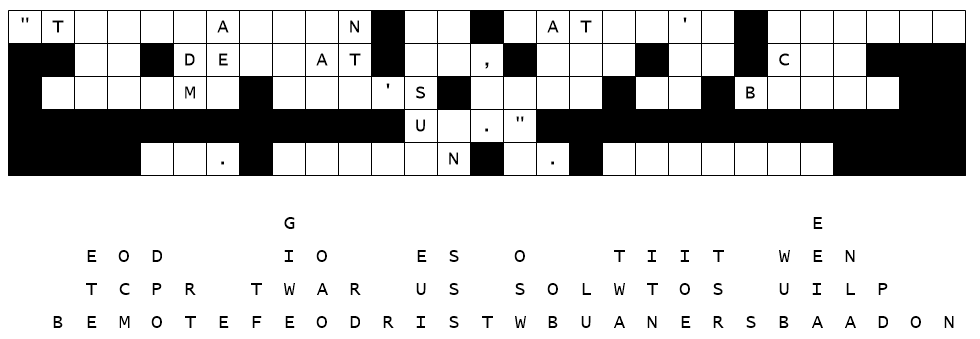 " T A N A T '
D E A T , C
M ' S B
U . "
. N .
G E
E O D I O E S O T I I T W E N
T C P R T W A R U S S O L W T O S U I L P
B E M O T E F E O D R I S T W B U A N E R S B A A D O N